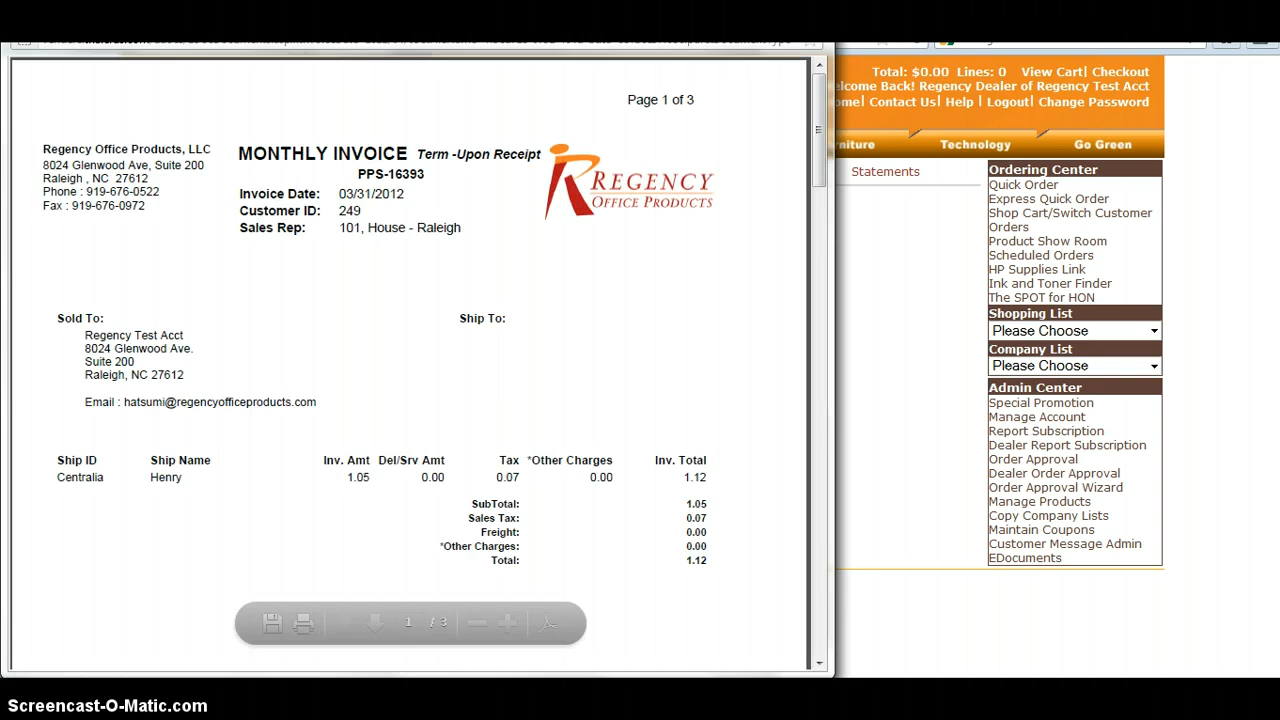 Page 1 of 3
Regency Office Products, LLC
8024 Glenwood Ave, Suite 200
Raleigh , NC 27612
Phone : 919-676-0522
Fax : 919-676-0972
MONTHLY INVOICE Term -Upon Receipt
PPS-16393
Invoice Date: 03/31/2012
Customer ID: 249
Sales Rep: 101, House - Raleigh
REGENCY
OFFICE PRODUCTS
Sold To:
Regency Test Acct
8024 Glenwood Ave.
Suite 200
Raleigh, NC 27612
Email : hatsumi@regencyofficeproducts.com
Ship To:
Ship ID Ship Name Inv. Amt Del/Srv Amt Tax *Other Charges Inv. Total
Centralia Henry 1.05 0.00 0.07 0.00 1.12
SubTotal: 1.05
Sales Tax: 0.07
Freight: 0.00
*Other Charges: 0.00
Total: 1.12
1 / 3
Total: $0.00 Lines: 0 View Cart| Checkout
elcome Back! Regency Dealer of Regency Test Acct
ome| Contact Us| Help | Logout| Change Password
rniture Technology Go Green
Statements
Ordering Center
Quick Order
Express Quick Order
Shop Cart/Switch Customer
Orders
Product Show Room
Scheduled Orders
HP Supplies Link
Ink and Toner Finder
The SPOT for HON
Shopping List
Please Choose
Company List
Please Choose
Admin Center
Special Promotion
Manage Account
Report Subscription
Dealer Report Subscription
Order Approval
Dealer Order Approval
Order Approval Wizard
Manage Products
Copy Company Lists
Maintain Coupons
Customer Message Admin
EDocuments
Screencast-O-Matic.com